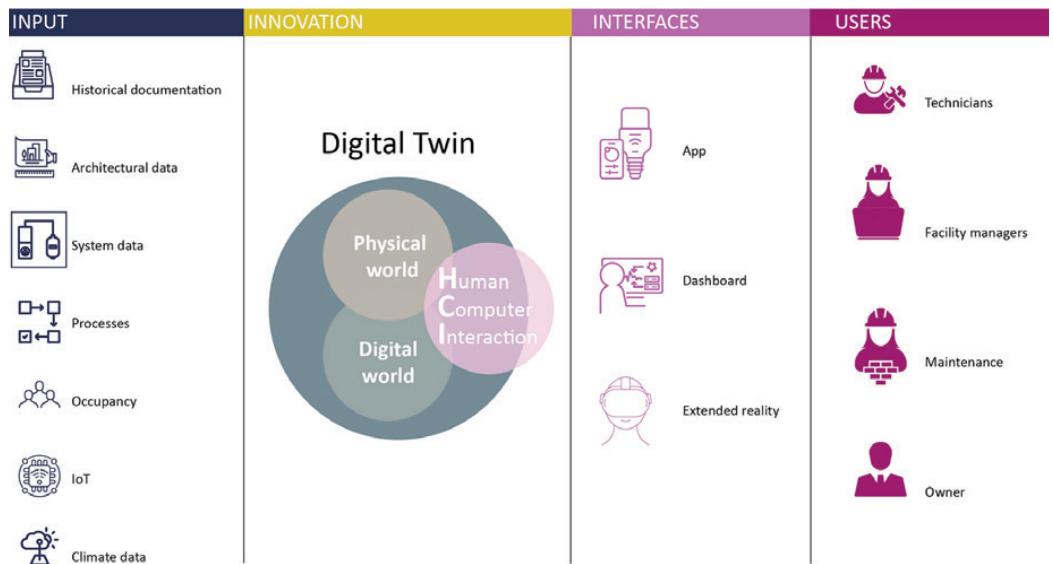 INPUT
INNOVATION
INTERFACES
USERS
Historical documentation
Architectural data
System data
Processes
Occupancy
IoT
Climate data
Digital Twin
Physical
world
Digital
world
Human
Computer
Interaction
App
Dashboard
Extended reality
Technicians
Facility managers
Maintenance
Owner